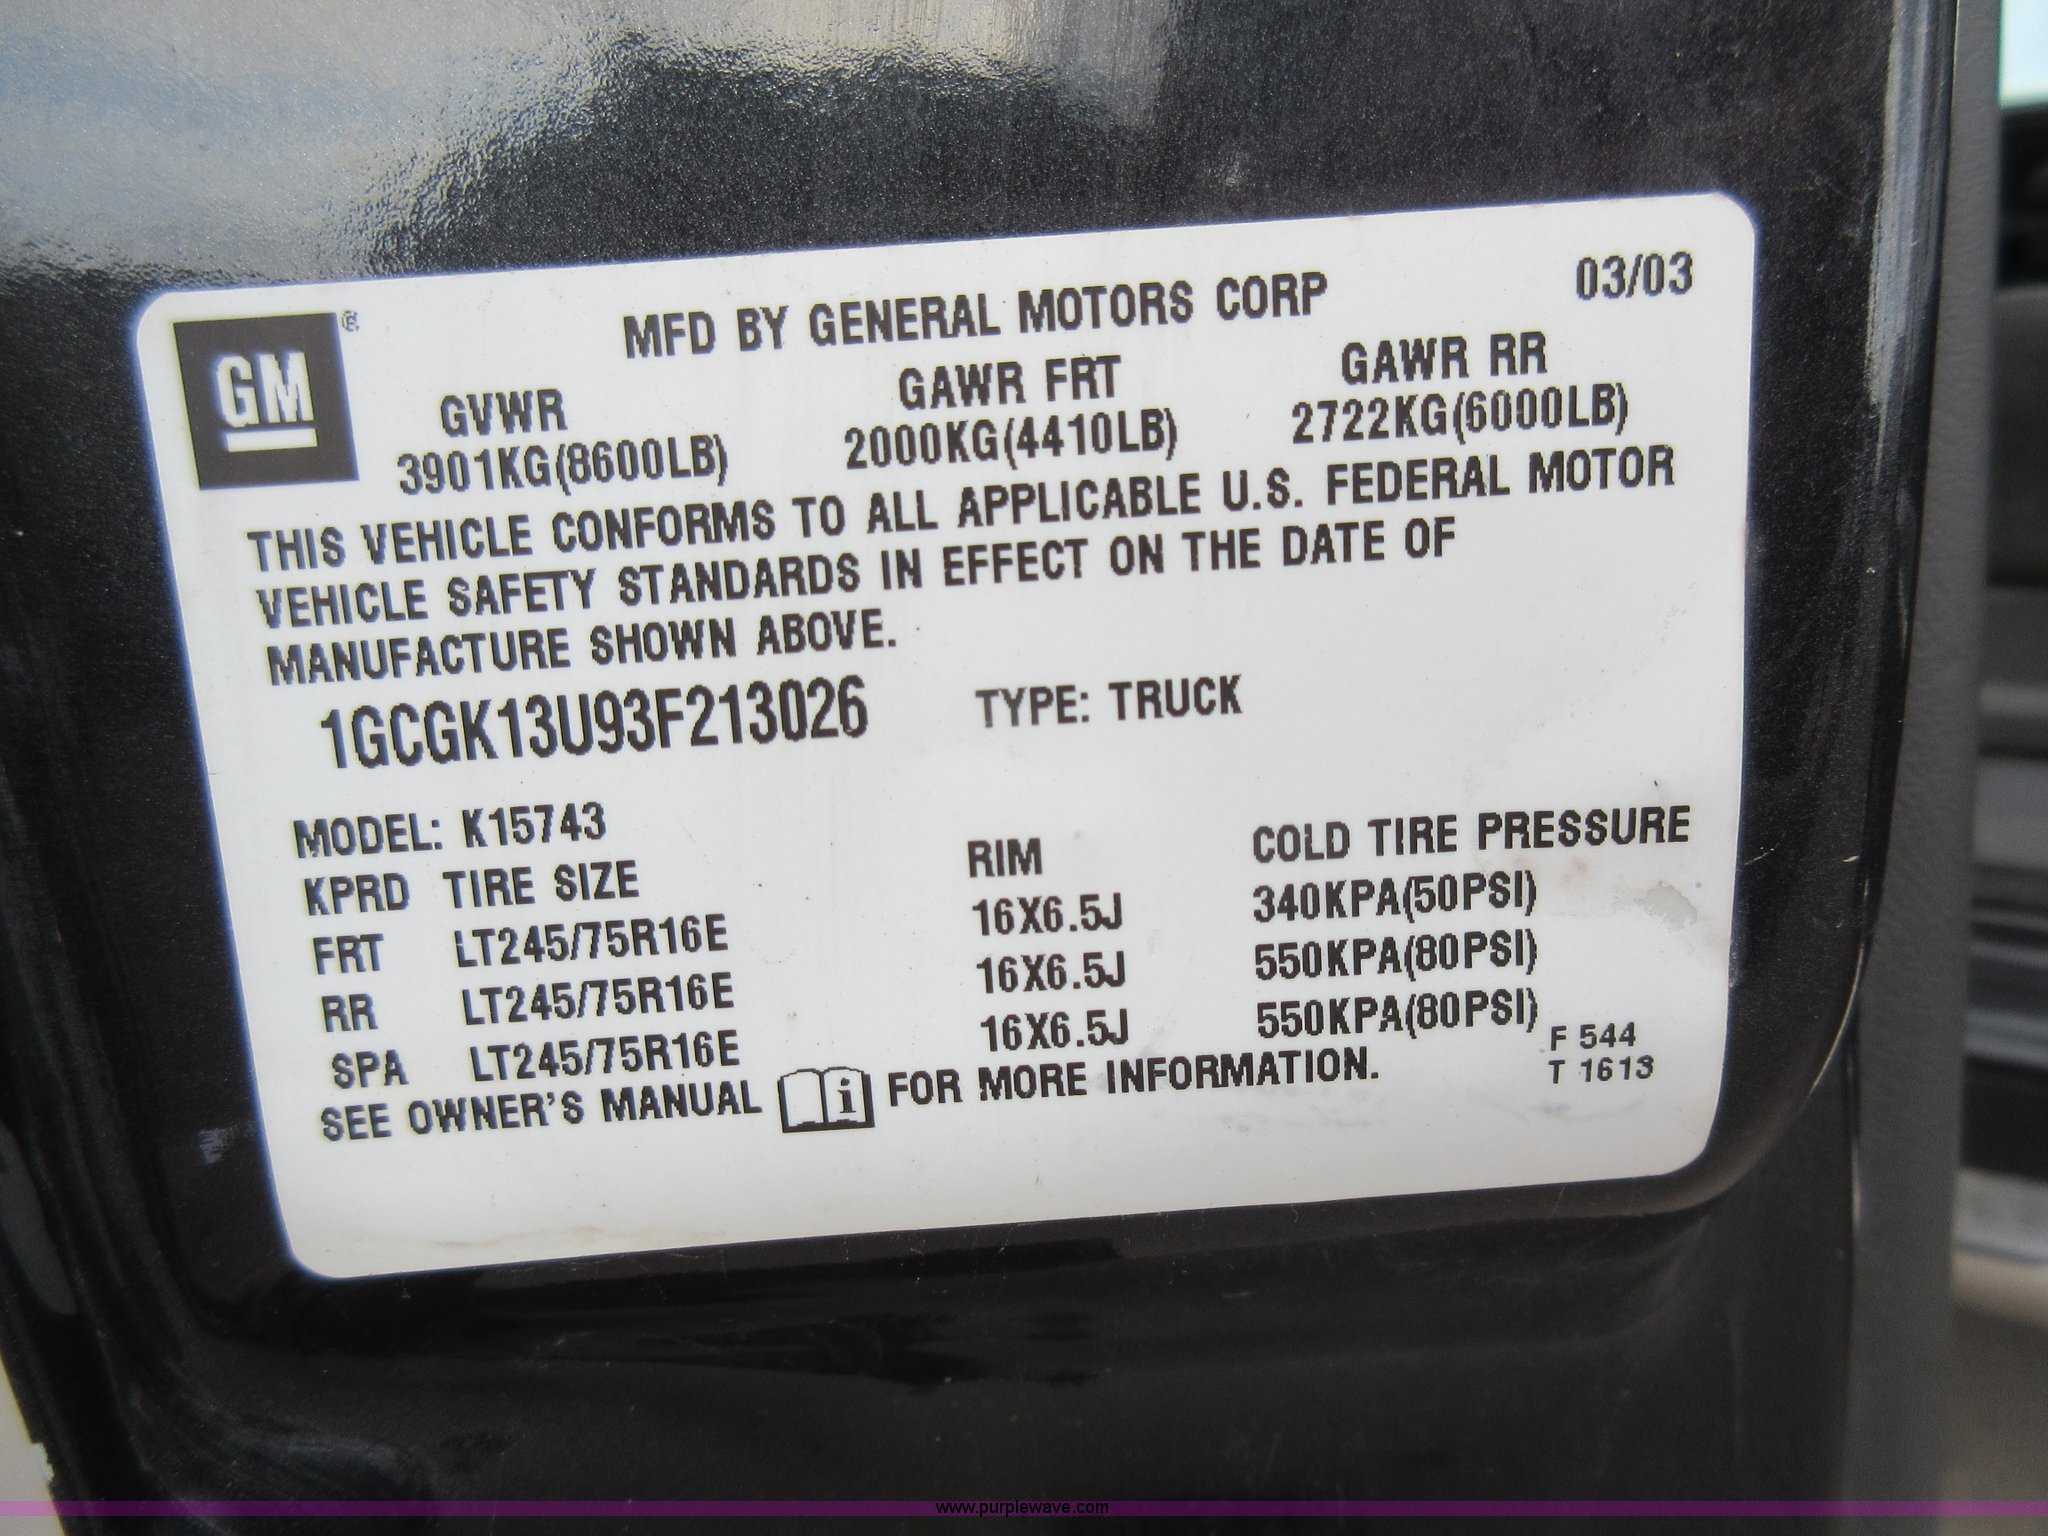 GM
MFD BY GENERAL MOTORS CORP 03/03
GVWR GAWR FRT GAWR RR
3901KG(8600LB) 2000KG(4410LB) 2722KG(6000LB)
THIS VEHICLE CONFORMS TO ALL APPLICABLE U.S. FEDERAL MOTOR
VEHICLE SAFETY STANDARDS IN EFFECT ON THE DATE OF
MANUFACTURE SHOWN ABOVE.
1GCGK13U93F213026 TYPE: TRUCK
MODEL: K15743
KPRD TIRE SIZE RIM COLD TIRE PRESSURE
FRT LT245/75R16E 16X6.5J 340KPA(50PSI)
RR LT245/75R16E 16X6.5J 550KPA(80PSI)
SPA LT245/75R16E 16X6.5J 550KPA(80PSI)
SEE OWNER'S MANUAL i FOR MORE INFORMATION.
F 544
T 1613
www.purplewave.com